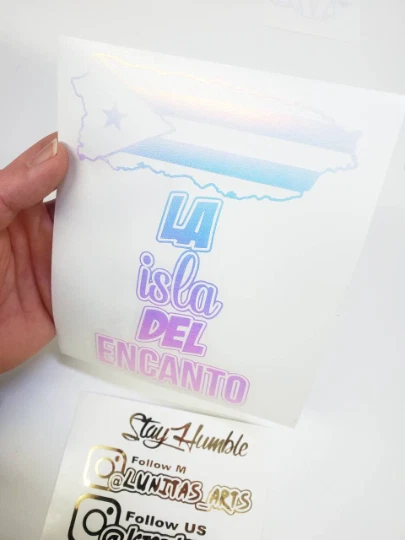 LA
isla
DEL
ENCANTO
Stay Humble
Follow M
@LUNITAS_ARTS
Follow US